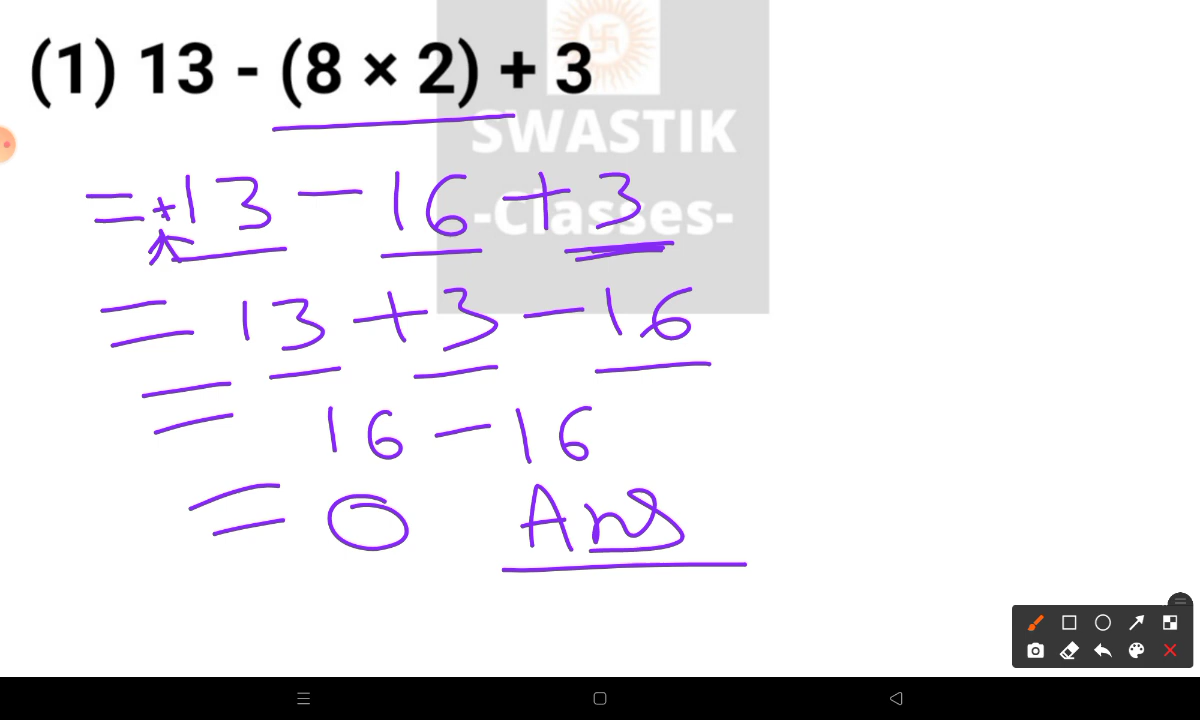 (1) 13 - (8 × 2) + 3
SWASTIK
-Classes-
= +13 - 16 + 3
= 13 + 3 - 16
= 16 - 16
= 0 Ans